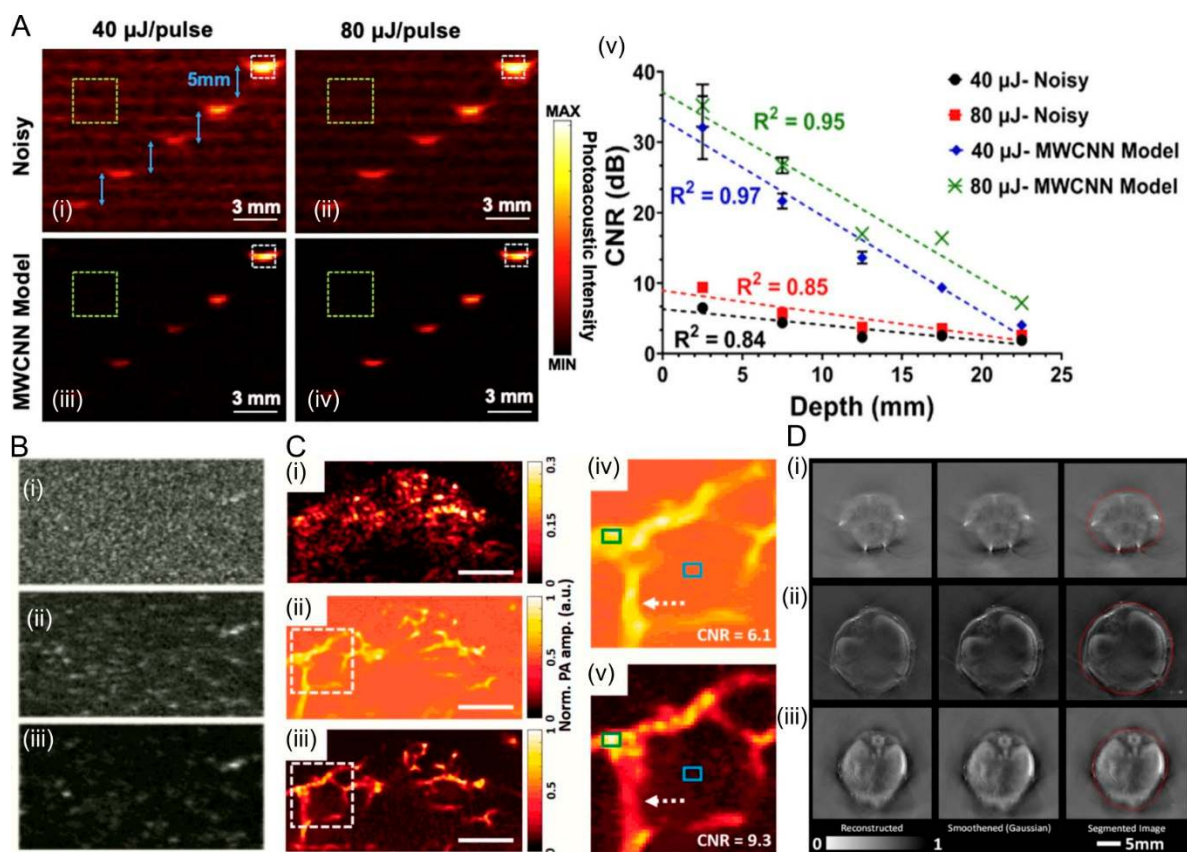 A
40 µJ/pulse
80 µJ/pulse
Noisy
5mm
(i)
3 mm
(ii)
3 mm
MWCNN Model
(iii)
3 mm
(iv)
3 mm
MAX
Photoacoustic Intensity
MIN
(v)
CNR (dB)
40
30
20
10
0
0
5
10
15
20
25
Depth (mm)
R² = 0.95
R² = 0.97
R² = 0.85
R² = 0.84
40 µJ- Noisy
80 µJ- Noisy
40 µJ- MWCNN Model
80 µJ- MWCNN Model
B
(i)
(ii)
(iii)
C
(i)
0.3
0.15
0
(ii)
1
0.5
0
(iii)
1
0.5
0
Norm. PA amp. (a.u.)
(iv)
CNR = 6.1
(v)
CNR = 9.3
D
(i)
(ii)
(iii)
Reconstructed
Smoothened (Gaussian)
Segmented Image
0
1
5mm